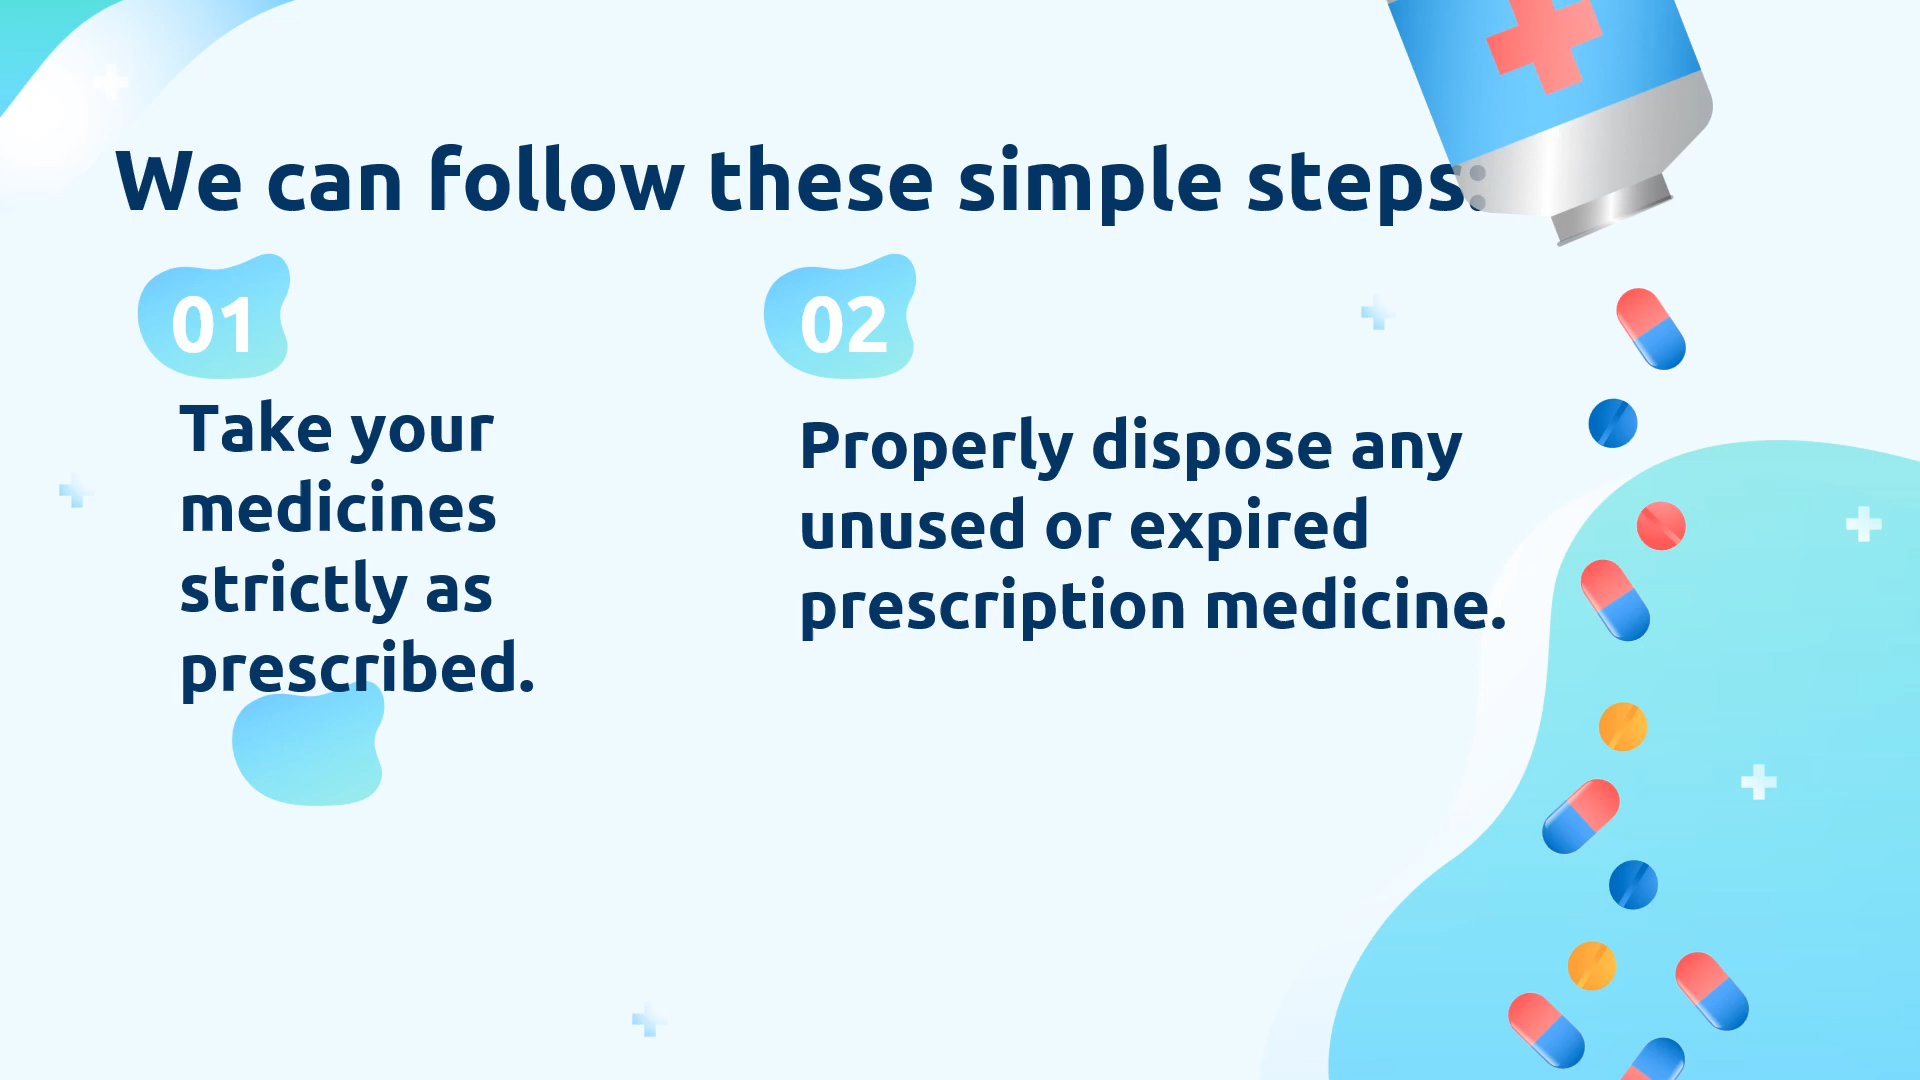 We can follow these simple steps:
01
Take your
medicines
strictly as
prescribed.
02
Properly dispose any
unused or expired
prescription medicine.